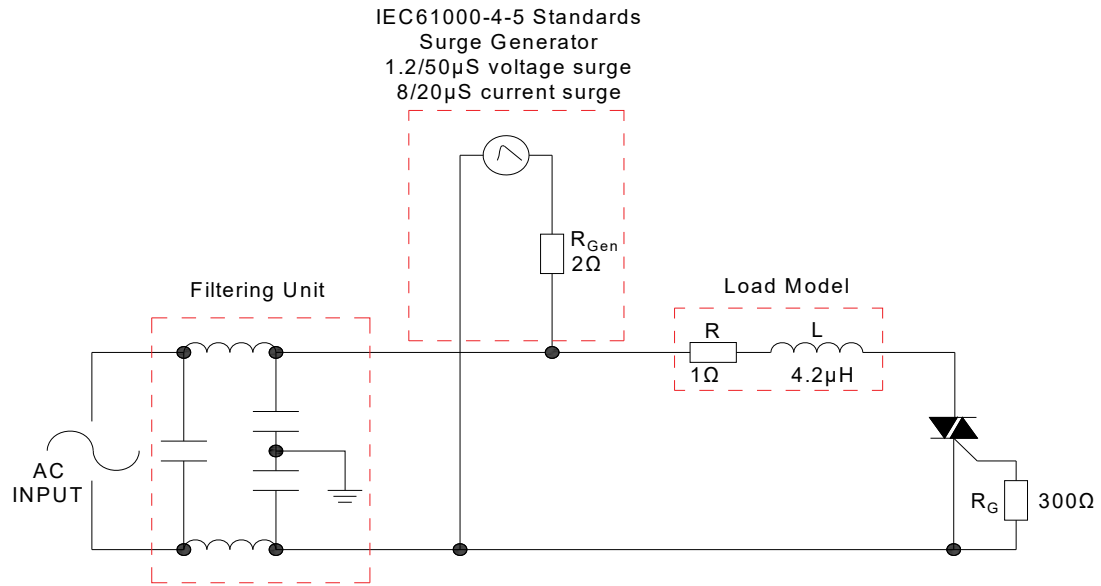 IEC61000-4-5 Standards
Surge Generator
1.2/50µS voltage surge
8/20µS current surge
R_Gen
2Ω
Filtering Unit
Load Model
R
L
1Ω
4.2µH
AC
INPUT
R_G
300Ω